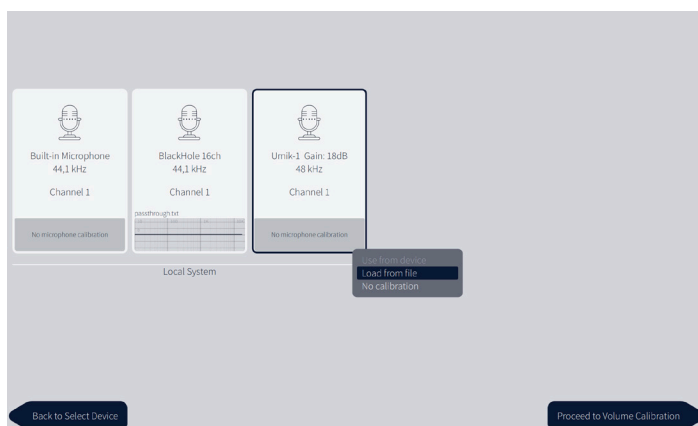 Built-in Microphone
44,1 kHz
Channel 1
No microphone calibration
BlackHole 16ch
44,1 kHz
Channel 1
passthrough.txt
Umik-1 Gain: 18dB
48 kHz
Channel 1
No microphone calibration
Use from device
Load from file
No calibration
Local System
Back to Select Device
Proceed to Volume Calibration